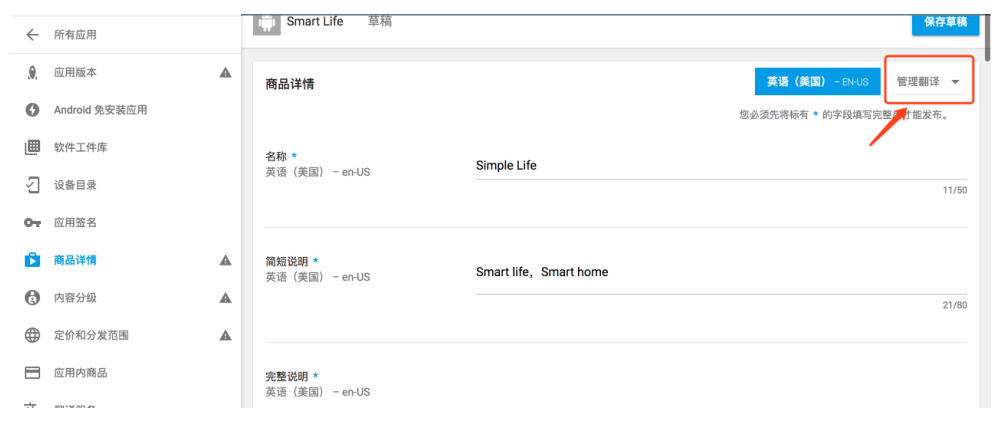 所有应用
应用版本
Android 免安装应用
软件工件库
设备目录
应用签名
商品详情
内容分级
定价和分发范围
应用内商品
Smart Life 草稿
保存草稿
商品详情
英语（美国） – EN-US
管理翻译
您必须先将标有 * 的字段填写完整后才能发布。
名称 *
英语（美国） – en-US
Simple Life
11/50
简短说明 *
英语（美国） – en-US
Smart life，Smart home
21/80
完整说明 *
英语（美国） – en-US